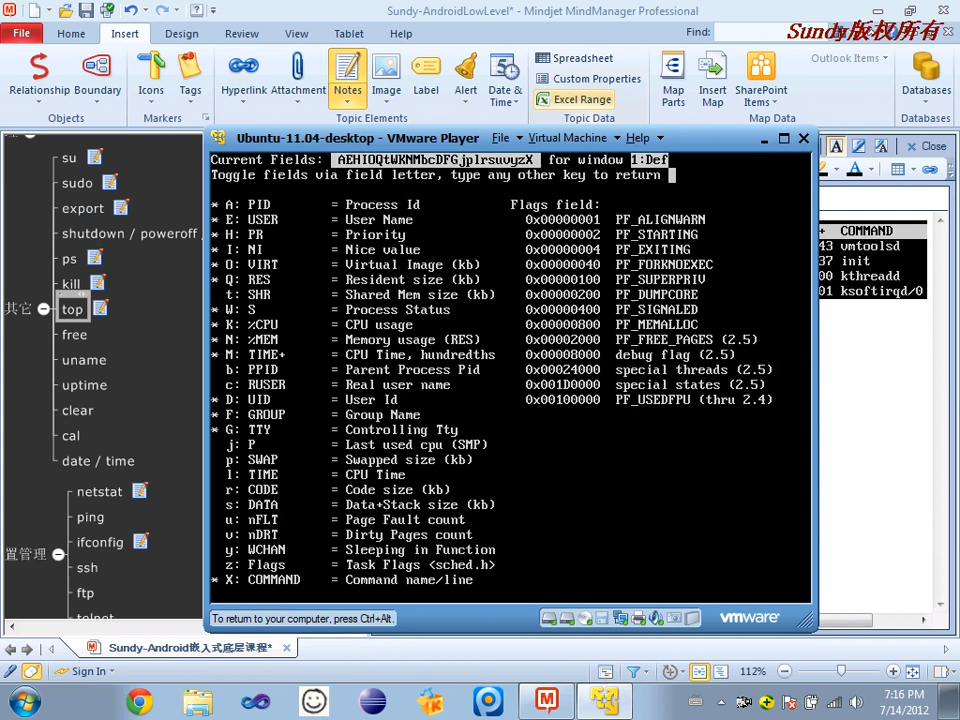 Sundy-AndroidLowLevel* - Mindjet MindManager Professional
Sundy版权所有
File Home Insert Design Review View Tablet Help Find:
Relationship Boundary Icons Tags Hyperlink Attachment Notes Image Label Alert Date & Time Spreadsheet Custom Properties Excel Range Map Parts Insert Map SharePoint Items Outlook Items Databases
Objects Markers Topic Elements Topic Data Map Data Databases
Close
su
sudo
export
shutdown / poweroff
ps
kill
其它
top
free
uname
uptime
clear
cal
date / time
netstat
ping
ifconfig
置管理
ssh
ftp
telnet
Ubuntu-11.04-desktop - VMware Player File Virtual Machine Help
Current Fields: AEHIOQtWKNMbcDFGjplrsuvyzX for window 1:Def
Toggle fields via field letter, type any other key to return
* A: PID = Process Id Flags field:
* E: USER = User Name 0x00000001 PF_ALIGNWARN
* H: PR = Priority 0x00000002 PF_STARTING
* I: NI = Nice value 0x00000004 PF_EXITING
* O: VIRT = Virtual Image (kb) 0x00000040 PF_FORKNOEXEC
* Q: RES = Resident size (kb) 0x00000100 PF_SUPERPRIV
t: SHR = Shared Mem size (kb) 0x00000200 PF_DUMPCORE
* W: S = Process Status 0x00000400 PF_SIGNALED
* K: %CPU = CPU usage 0x00000800 PF_MEMALLOC
* N: %MEM = Memory usage (RES) 0x00002000 PF_FREE_PAGES (2.5)
* M: TIME+ = CPU Time, hundredths 0x00008000 debug flag (2.5)
b: PPID = Parent Process Pid 0x00024000 special threads (2.5)
c: RUSER = Real user name 0x001D0000 special states (2.5)
* D: UID = User Id 0x00100000 PF_USEDFPU (thru 2.4)
* F: GROUP = Group Name
* G: TTY = Controlling Tty
j: P = Last used cpu (SMP)
p: SWAP = Swapped size (kb)
l: TIME = CPU Time
r: CODE = Code size (kb)
s: DATA = Data+Stack size (kb)
u: nFLT = Page Fault count
v: nDRT = Dirty Pages count
y: WCHAN = Sleeping in Function
z: Flags = Task Flags <sched.h>
* X: COMMAND = Command name/line
To return to your computer, press Ctrl+Alt.
vmware
+ COMMAND
43 vmtoolsd
37 init
00 kthreadd
01 ksoftirqd/0
Sundy-Android嵌入式底层课程*
Sign In
112%
7:16 PM
7/14/2012